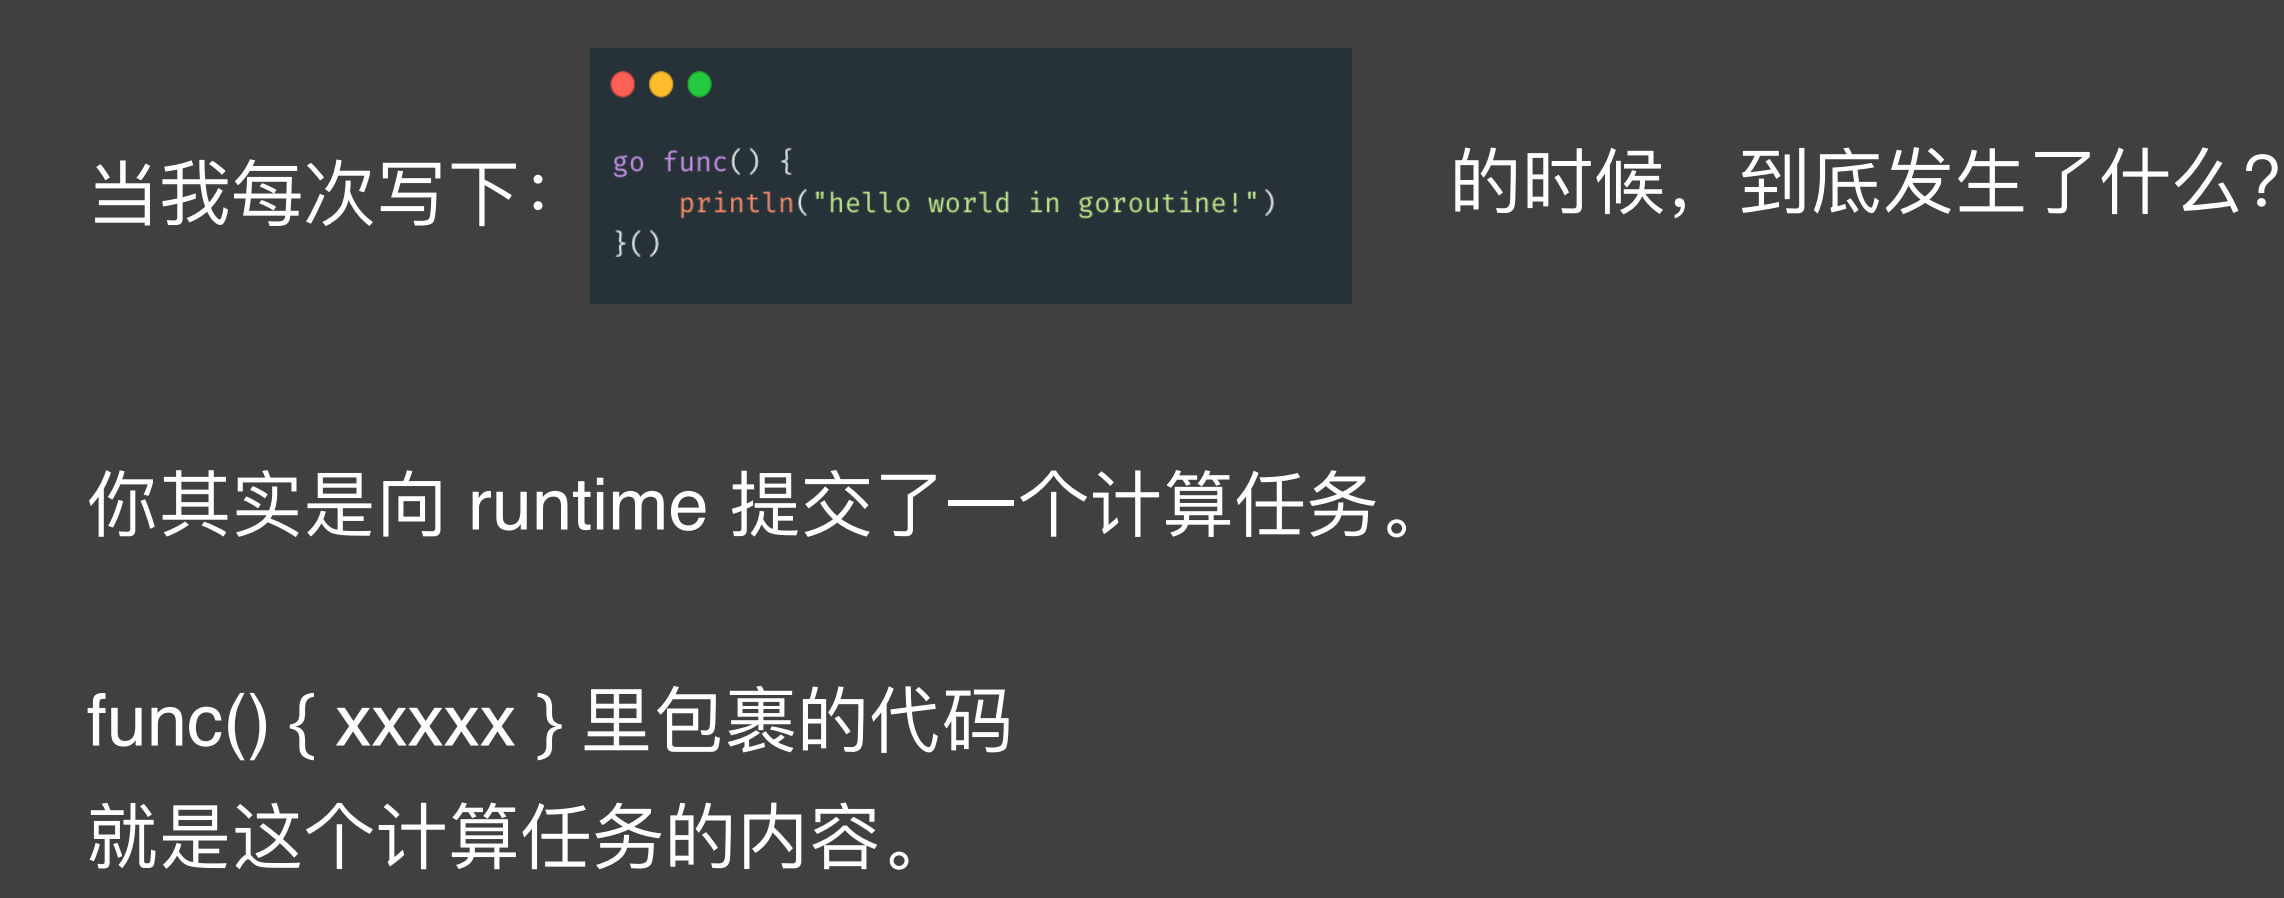 当我每次写下：
go func() {
    println("hello world in goroutine!")
}()
的时候，到底发生了什么？
你其实是向 runtime 提交了一个计算任务。
func() { xxxxx } 里包裹的代码
就是这个计算任务的内容。